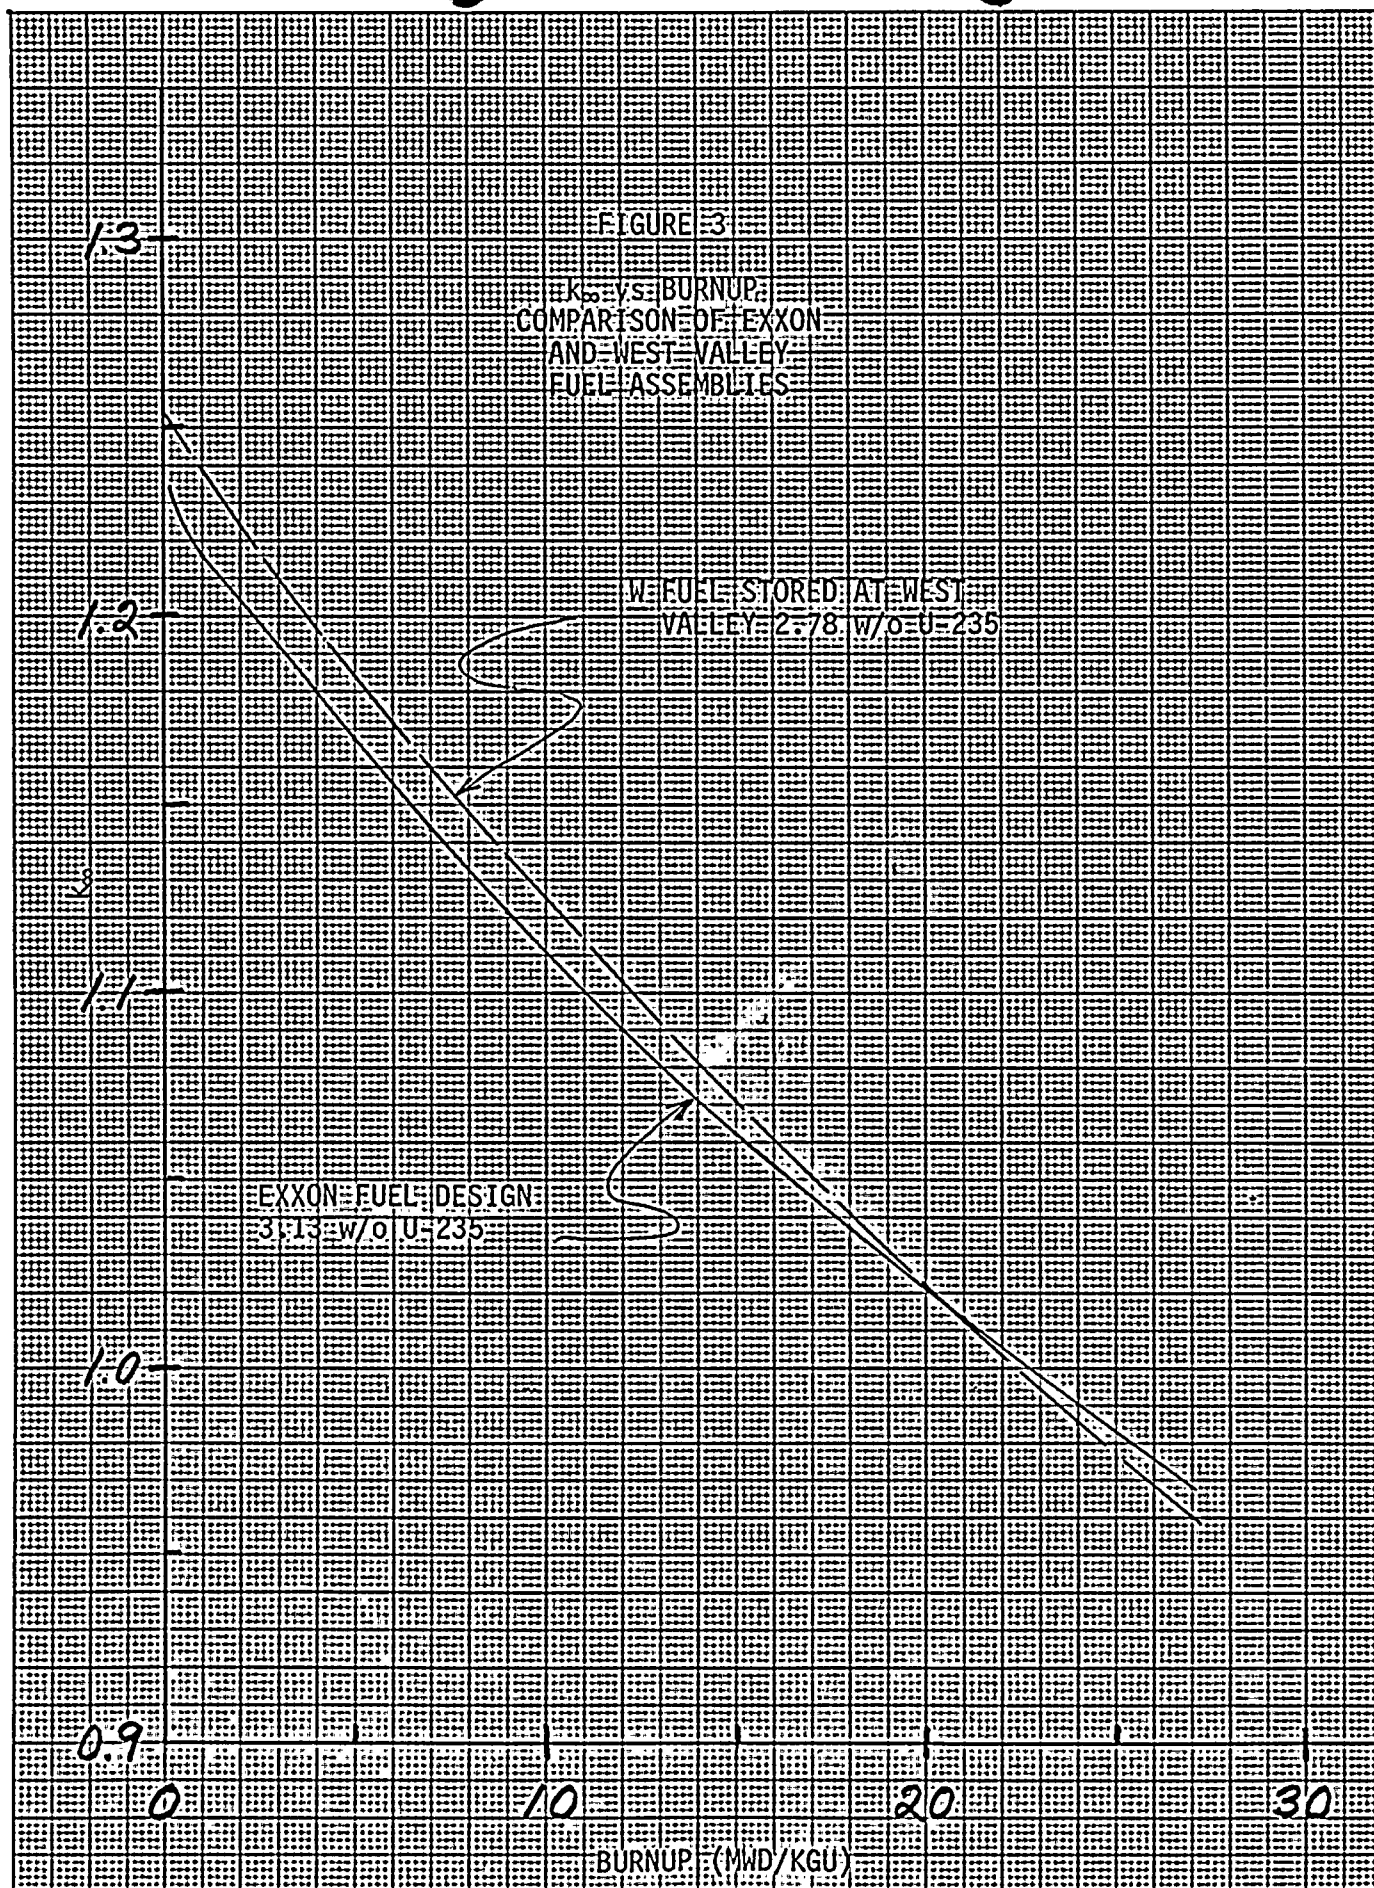 FIGURE 3
K∞ vs BURNUP
COMPARISON OF EXXON
AND WEST VALLEY
FUEL ASSEMBLIES
1.3
W FUEL STORED AT WEST
VALLEY 2.78 w/o U-235
1.2
K∞
1.1
EXXON FUEL DESIGN
3.13 w/o U-235
1.0
0.9
0 10 20 30
BURNUP (MWD/KGU)